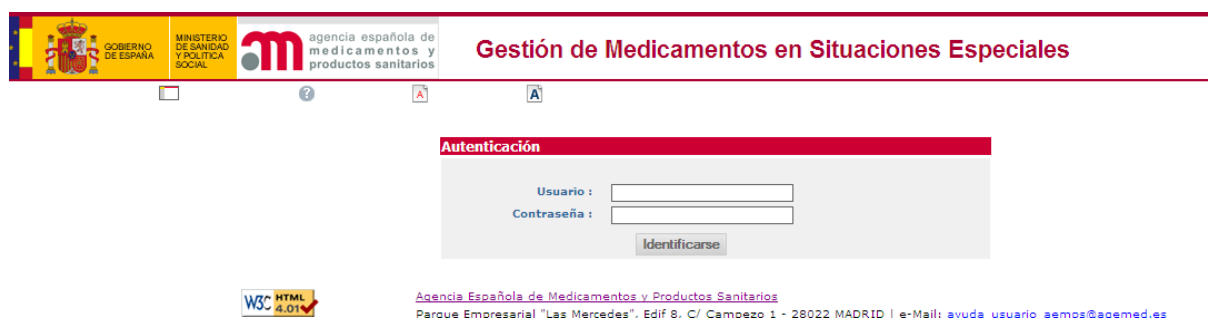 GOBIERNO
DE ESPAÑA
MINISTERIO
DE SANIDAD
Y POLITICA
SOCIAL
am
agencia española de
medicamentos y
productos sanitarios
Gestión de Medicamentos en Situaciones Especiales
?
A
A
Autenticación
Usuario :
Contraseña :
Identificarse
W3C HTML
4.01
Agencia Española de Medicamentos y Productos Sanitarios
Parque Empresarial "Las Mercedes", Edif 8, C/ Campezo 1 - 28022 MADRID | e-Mail: ayuda_usuario_aemps@agemed.es